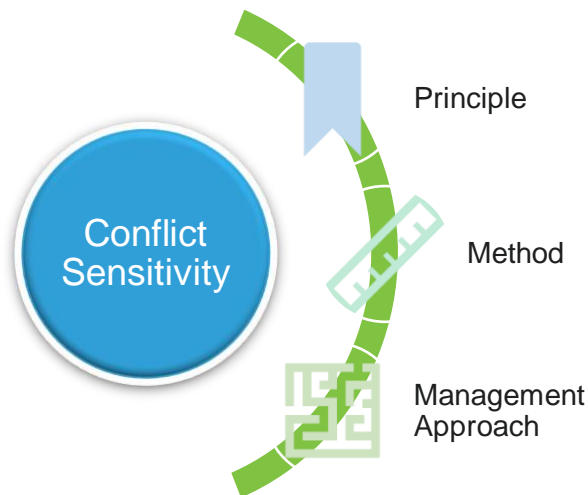 Conflict
Sensitivity
Principle
Method
Management
Approach